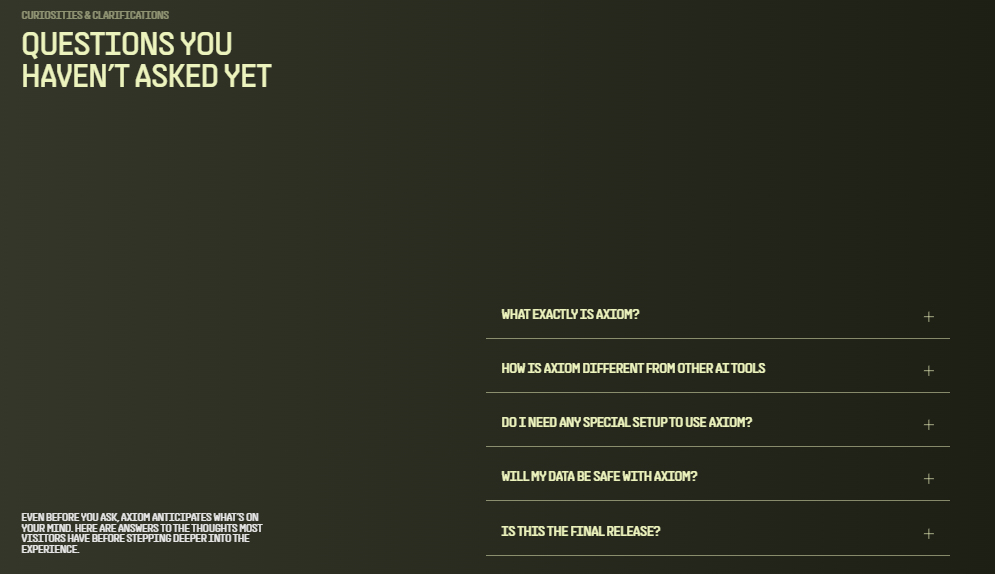 CURIOSITIES & CLARIFICATIONS
QUESTIONS YOU
HAVEN'T ASKED YET
WHAT EXACTLY IS AXIOM?
HOW IS AXIOM DIFFERENT FROM OTHER AI TOOLS
DO I NEED ANY SPECIAL SETUP TO USE AXIOM?
WILL MY DATA BE SAFE WITH AXIOM?
IS THIS THE FINAL RELEASE?
EVEN BEFORE YOU ASK, AXIOM ANTICIPATES WHAT'S ON
YOUR MIND. HERE ARE ANSWERS TO THE THOUGHTS MOST
VISITORS HAVE BEFORE STEPPING DEEPER INTO THE
EXPERIENCE.